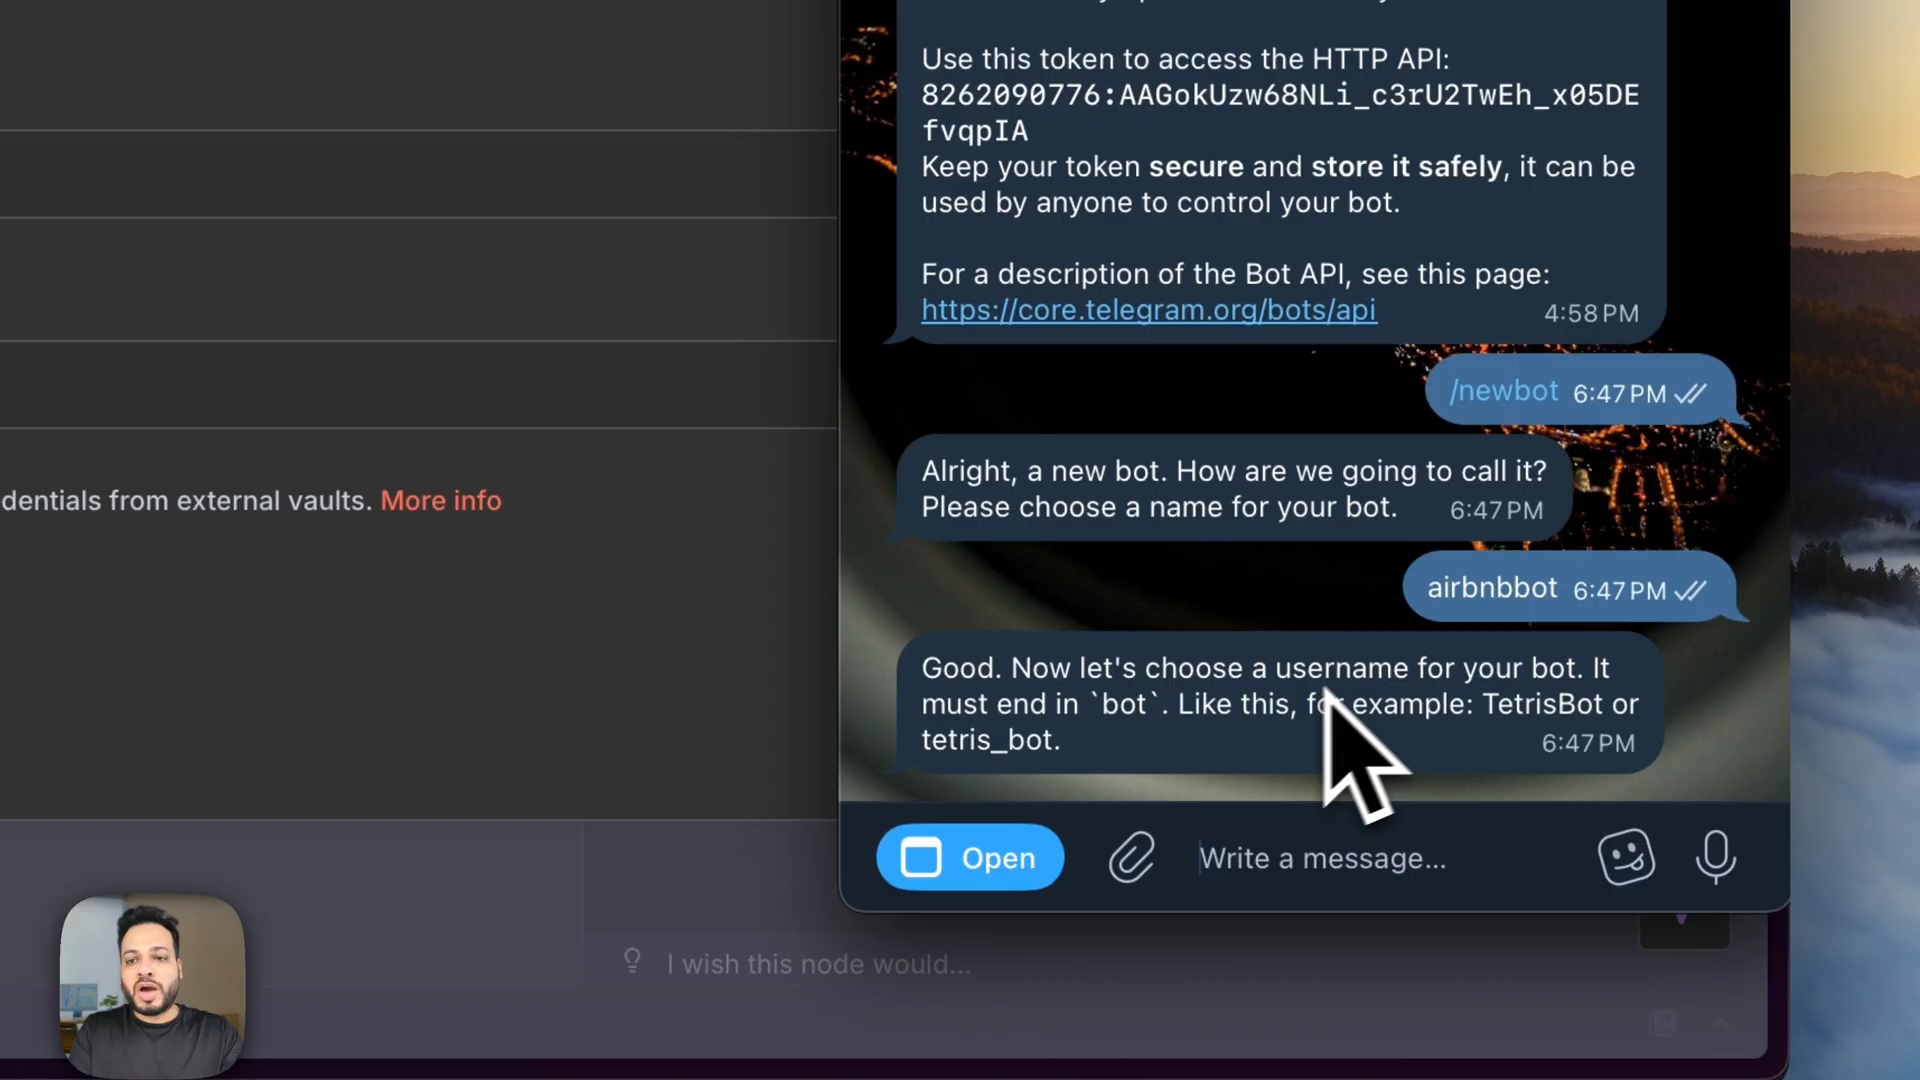 Use this token to access the HTTP API:
8262090776:AAGokUzw68NLi_c3rU2TwEh_x05DE
fvqpIA
Keep your token secure and store it safely, it can be
used by anyone to control your bot.
For a description of the Bot API, see this page:
https://core.telegram.org/bots/api
4:58 PM
/newbot 6:47 PM
Alright, a new bot. How are we going to call it?
Please choose a name for your bot. 6:47 PM
airbnbbot 6:47 PM
Good. Now let's choose a username for your bot. It
must end in `bot`. Like this, for example: TetrisBot or
tetris_bot. 6:47 PM
Open
Write a message...
dentials from external vaults. More info
I wish this node would...